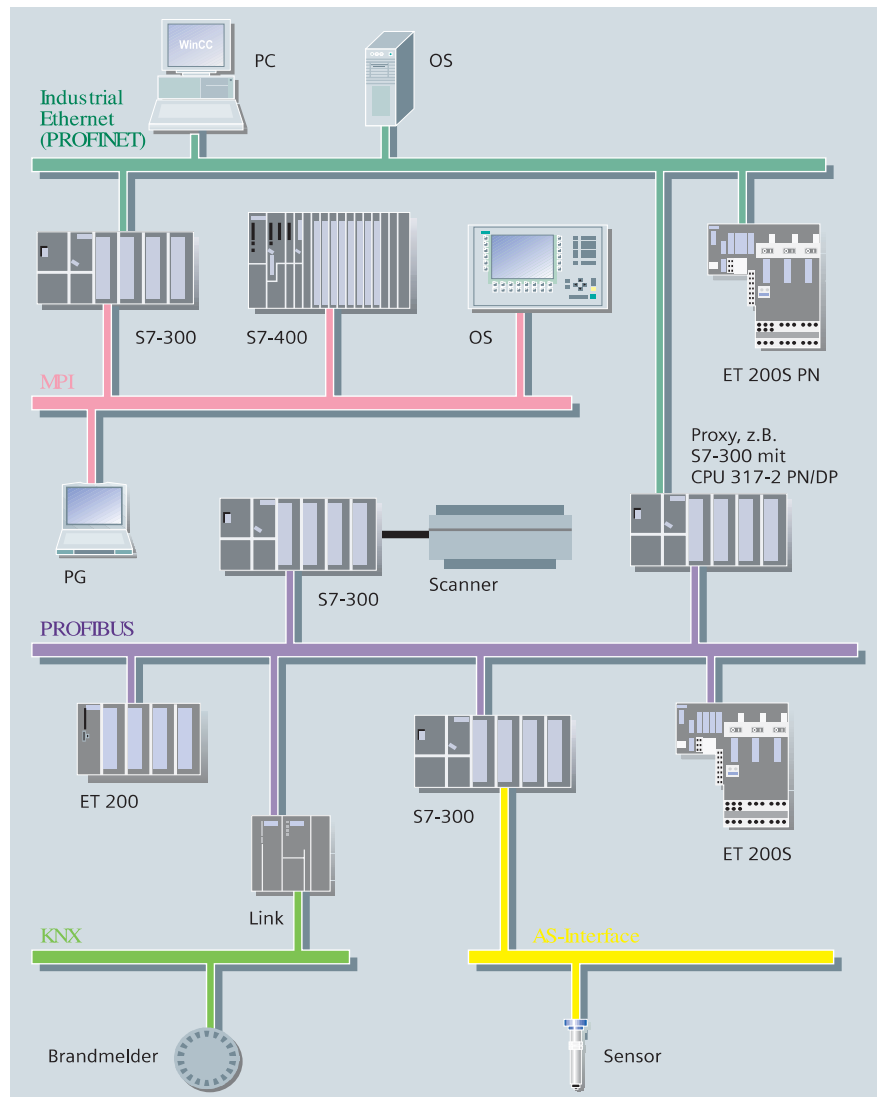 WinCC
PC
OS
Industrial
Ethernet
(PROFINET)
S7-300
S7-400
OS
ET 200S PN
MPI
Proxy, z.B.
S7-300 mit
CPU 317-2 PN/DP
PG
S7-300
Scanner
PROFIBUS
ET 200
S7-300
ET 200S
Link
KNX
AS-Interface
Brandmelder
Sensor